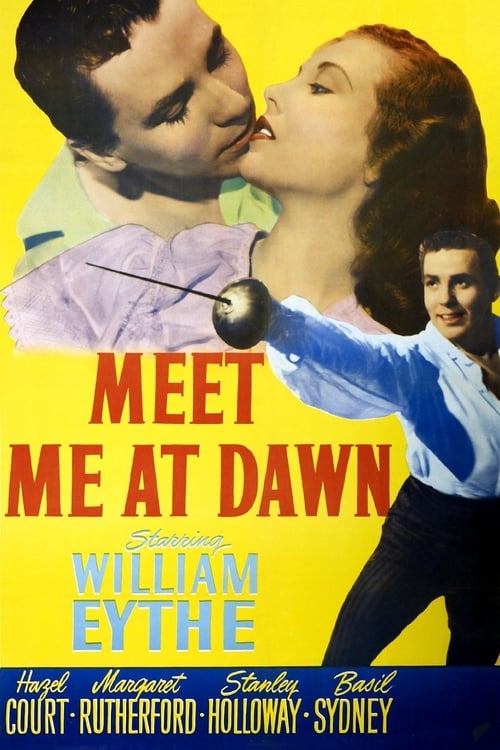 MEET
ME AT DAWN
Starring
WILLIAM
EYTHE
Hazel Margaret Stanley Basil
COURT · RUTHERFORD · HOLLOWAY · SYDNEY